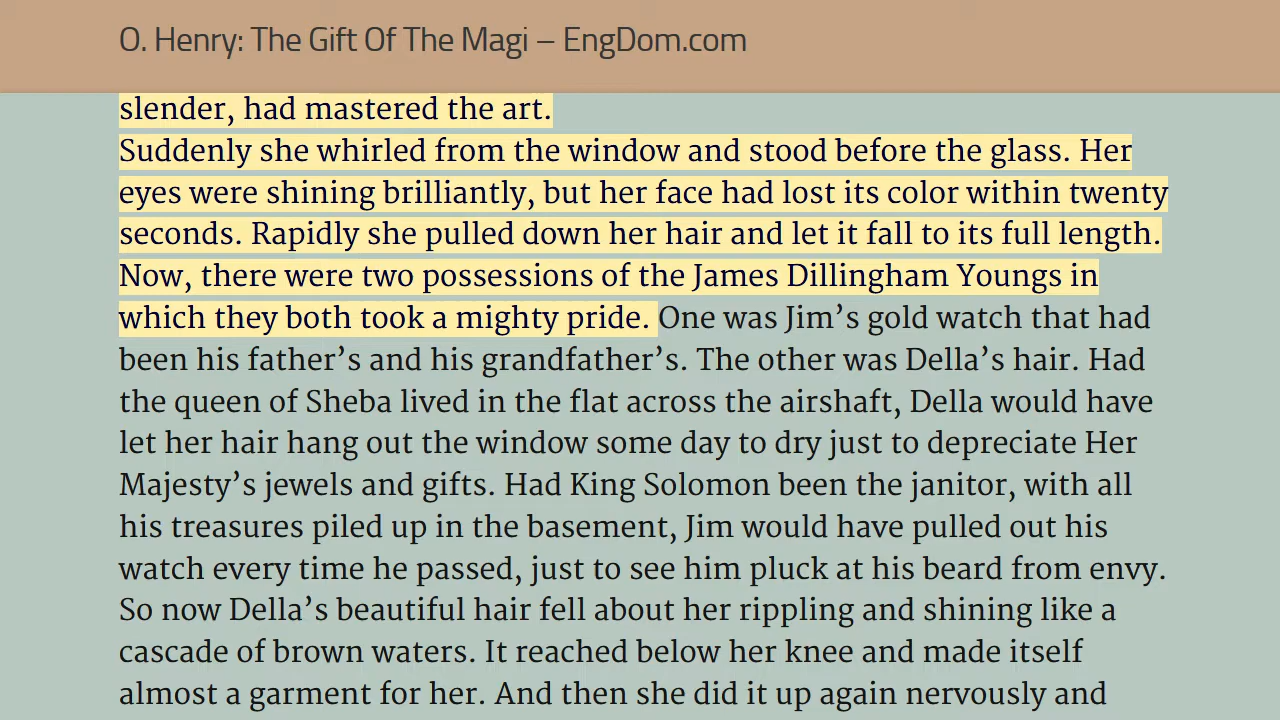 O. Henry: The Gift Of The Magi – EngDom.com
slender, had mastered the art.
Suddenly she whirled from the window and stood before the glass. Her
eyes were shining brilliantly, but her face had lost its color within twenty
seconds. Rapidly she pulled down her hair and let it fall to its full length.
Now, there were two possessions of the James Dillingham Youngs in
which they both took a mighty pride. One was Jim’s gold watch that had
been his father’s and his grandfather’s. The other was Della’s hair. Had
the queen of Sheba lived in the flat across the airshaft, Della would have
let her hair hang out the window some day to dry just to depreciate Her
Majesty’s jewels and gifts. Had King Solomon been the janitor, with all
his treasures piled up in the basement, Jim would have pulled out his
watch every time he passed, just to see him pluck at his beard from envy.
So now Della’s beautiful hair fell about her rippling and shining like a
cascade of brown waters. It reached below her knee and made itself
almost a garment for her. And then she did it up again nervously and